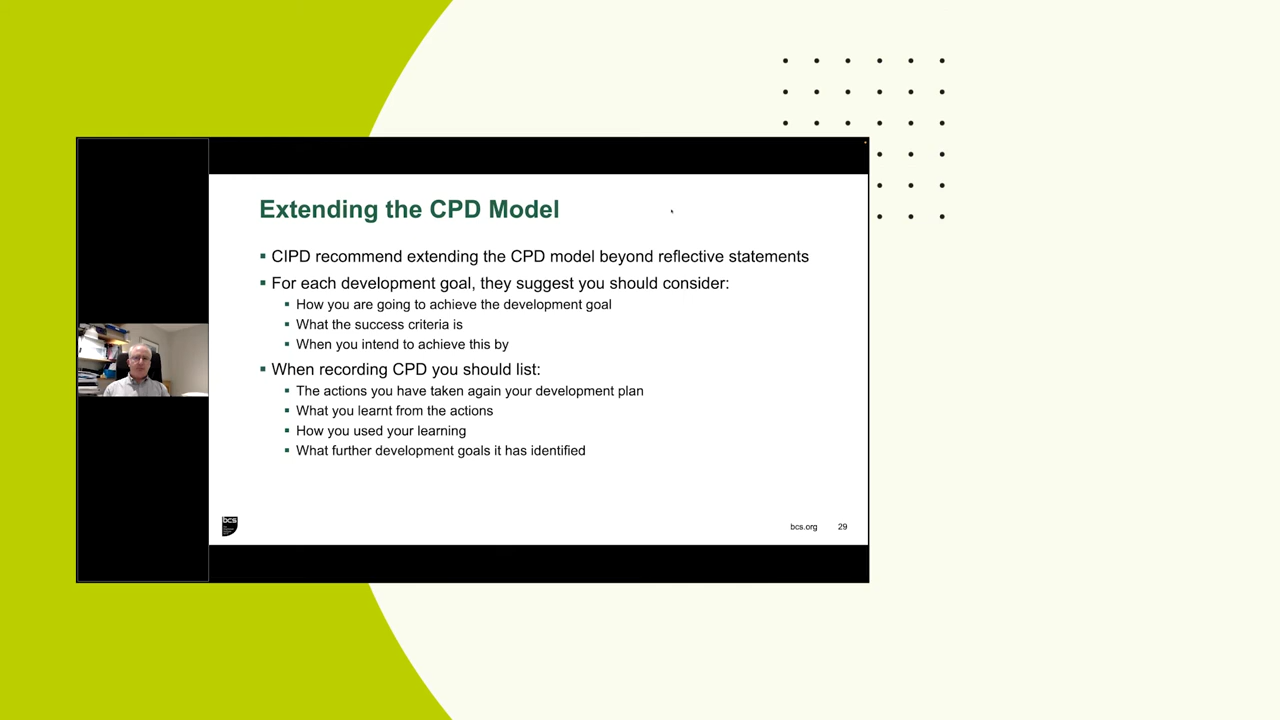 Extending the CPD Model
CIPD recommend extending the CPD model beyond reflective statements
For each development goal, they suggest you should consider:
How you are going to achieve the development goal
What the success criteria is
When you intend to achieve this by
When recording CPD you should list:
The actions you have taken again your development plan
What you learnt from the actions
How you used your learning
What further development goals it has identified
bcs
bcs.org 29